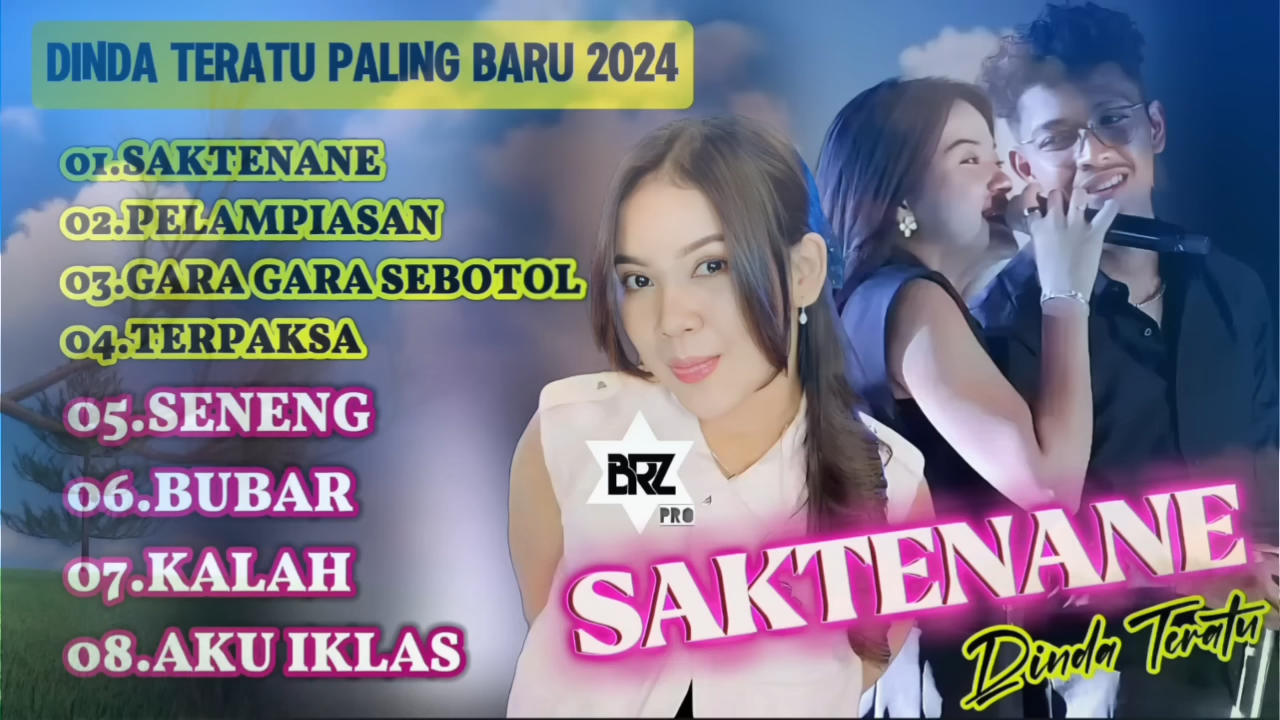 DINDA TERATU PALING BARU 2024
01.SAKTENANE
02.PELAMPIASAN
03.GARA GARA SEBOTOL
04.TERPAKSA
05.SENENG
06.BUBAR
07.KALAH
08.AKU IKLAS
BRZ
PRO
SAKTENANE
Dinda Teratu